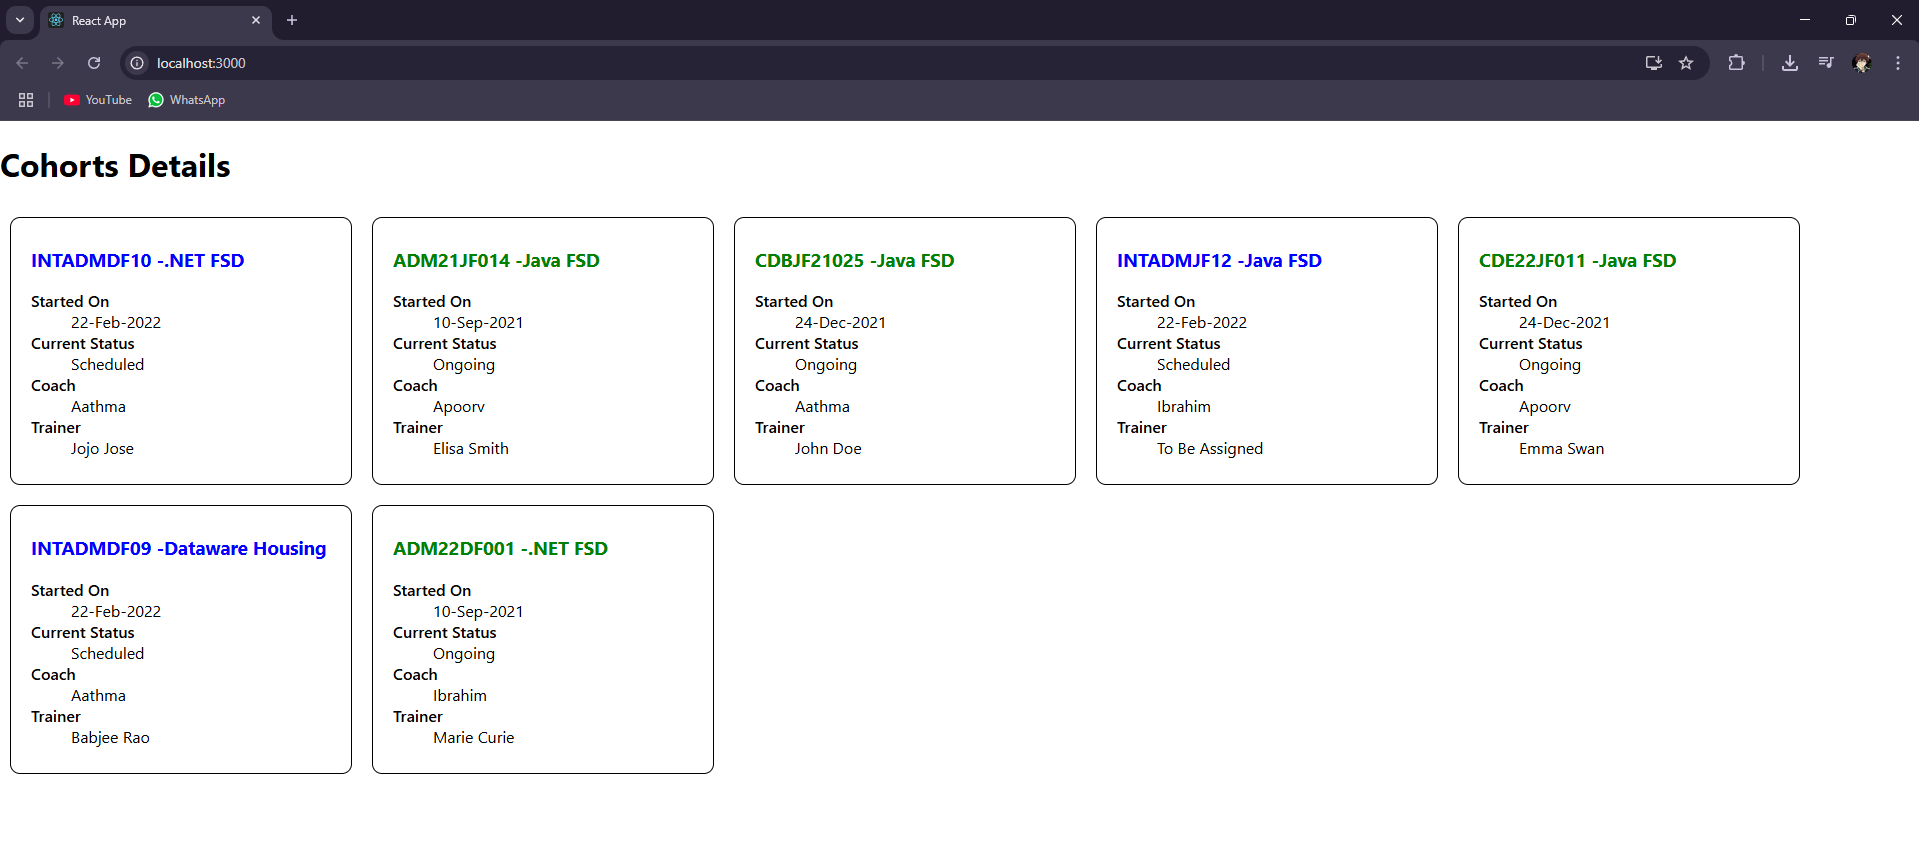 React App
localhost:3000
YouTube
WhatsApp
Cohorts Details
INTADMDF10 -.NET FSD
Started On
22-Feb-2022
Current Status
Scheduled
Coach
Aathma
Trainer
Jojo Jose
ADM21JF014 -Java FSD
Started On
10-Sep-2021
Current Status
Ongoing
Coach
Apoorv
Trainer
Elisa Smith
CDBJF21025 -Java FSD
Started On
24-Dec-2021
Current Status
Ongoing
Coach
Aathma
Trainer
John Doe
INTADMJF12 -Java FSD
Started On
22-Feb-2022
Current Status
Scheduled
Coach
Ibrahim
Trainer
To Be Assigned
CDE22JF011 -Java FSD
Started On
24-Dec-2021
Current Status
Ongoing
Coach
Apoorv
Trainer
Emma Swan
INTADMDF09 -Dataware Housing
Started On
22-Feb-2022
Current Status
Scheduled
Coach
Aathma
Trainer
Babjee Rao
ADM22DF001 -.NET FSD
Started On
10-Sep-2021
Current Status
Ongoing
Coach
Ibrahim
Trainer
Marie Curie